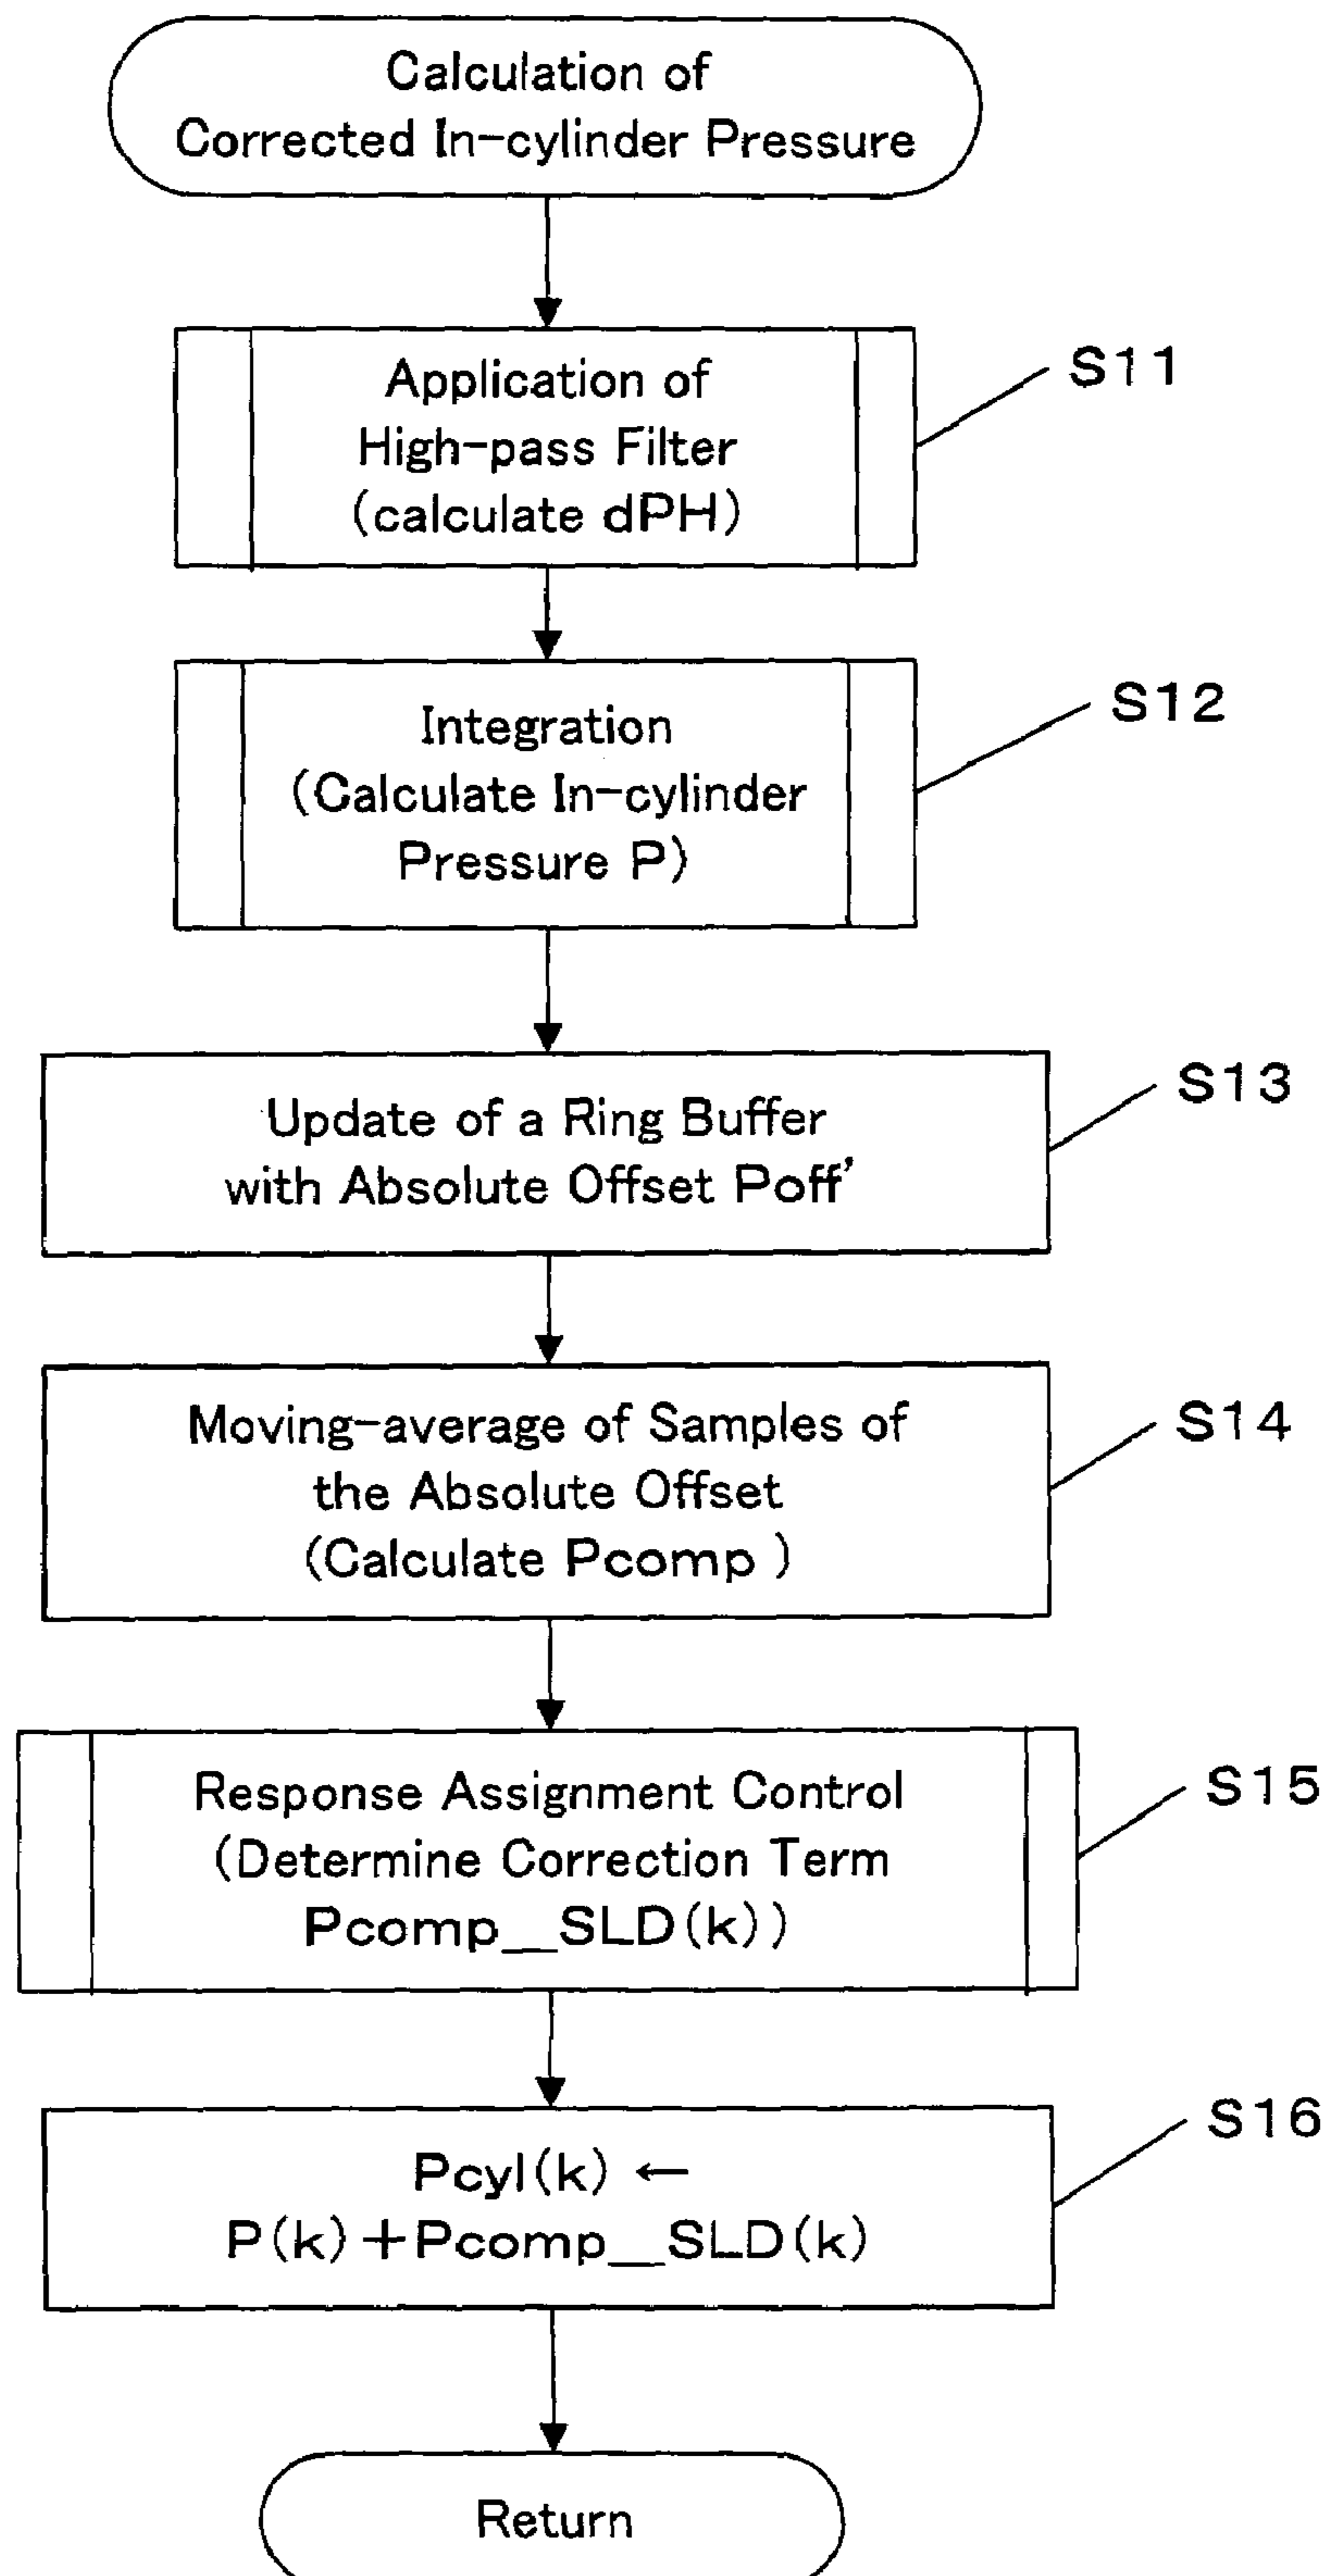 Calculation of
Corrected In-cylinder Pressure
Application of
High-pass Filter
(calculate dPH)
S11
Integration
(Calculate In-cylinder
Pressure P)
S12
Update of a Ring Buffer
with Absolute Offset Poff'
S13
Moving-average of Samples of
the Absolute Offset
(Calculate Pcomp )
S14
Response Assignment Control
(Determine Correction Term
Pcomp_SLD(k))
S15
Pcyl(k) ←
P(k)+Pcomp_SLD(k)
S16
Return